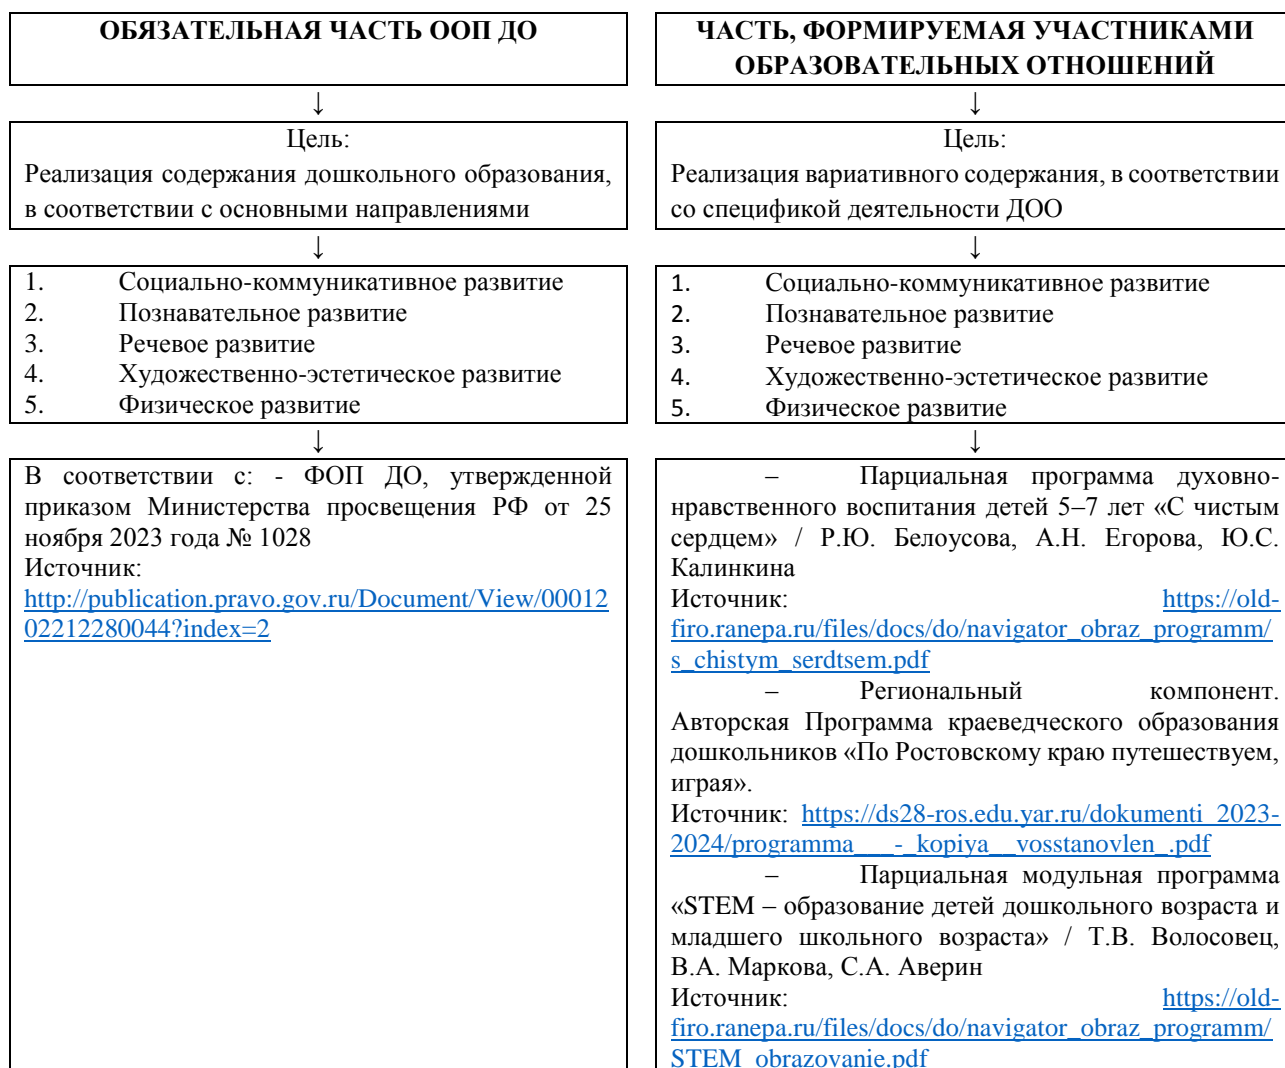 ОБЯЗАТЕЛЬНАЯ ЧАСТЬ ООП ДО
↓
Цель:
Реализация содержания дошкольного образования,
в соответствии с основными направлениями
↓
1. Социально-коммуникативное развитие
2. Познавательное развитие
3. Речевое развитие
4. Художественно-эстетическое развитие
5. Физическое развитие
↓
В соответствии с: - ФОП ДО, утвержденной
приказом Министерства просвещения РФ от 25
ноября 2023 года № 1028
Источник:
http://publication.pravo.gov.ru/Document/View/00012
02212280044?index=2
ЧАСТЬ, ФОРМИРУЕМАЯ УЧАСТНИКАМИ
ОБРАЗОВАТЕЛЬНЫХ ОТНОШЕНИЙ
↓
Цель:
Реализация вариативного содержания, в соответствии
со спецификой деятельности ДОО
↓
1. Социально-коммуникативное развитие
2. Познавательное развитие
3. Речевое развитие
4. Художественно-эстетическое развитие
5. Физическое развитие
↓
– Парциальная программа духовно-
нравственного воспитания детей 5–7 лет «С чистым
сердцем» / Р.Ю. Белоусова, А.Н. Егорова, Ю.С.
Калинкина
Источник: https://old-
firo.ranepa.ru/files/docs/do/navigator_obraz_programm/
s_chistym_serdtsem.pdf
– Региональный компонент.
Авторская Программа краеведческого образования
дошкольников «По Ростовскому краю путешествуем,
играя».
Источник: https://ds28-ros.edu.yar.ru/dokumenti_2023-
2024/programma___-_kopiya__vosstanovlen_.pdf
– Парциальная модульная программа
«STEM – образование детей дошкольного возраста и
младшего школьного возраста» / Т.В. Волосовец,
В.А. Маркова, С.А. Аверин
Источник: https://old-
firo.ranepa.ru/files/docs/do/navigator_obraz_programm/
STEM_obrazovanie.pdf